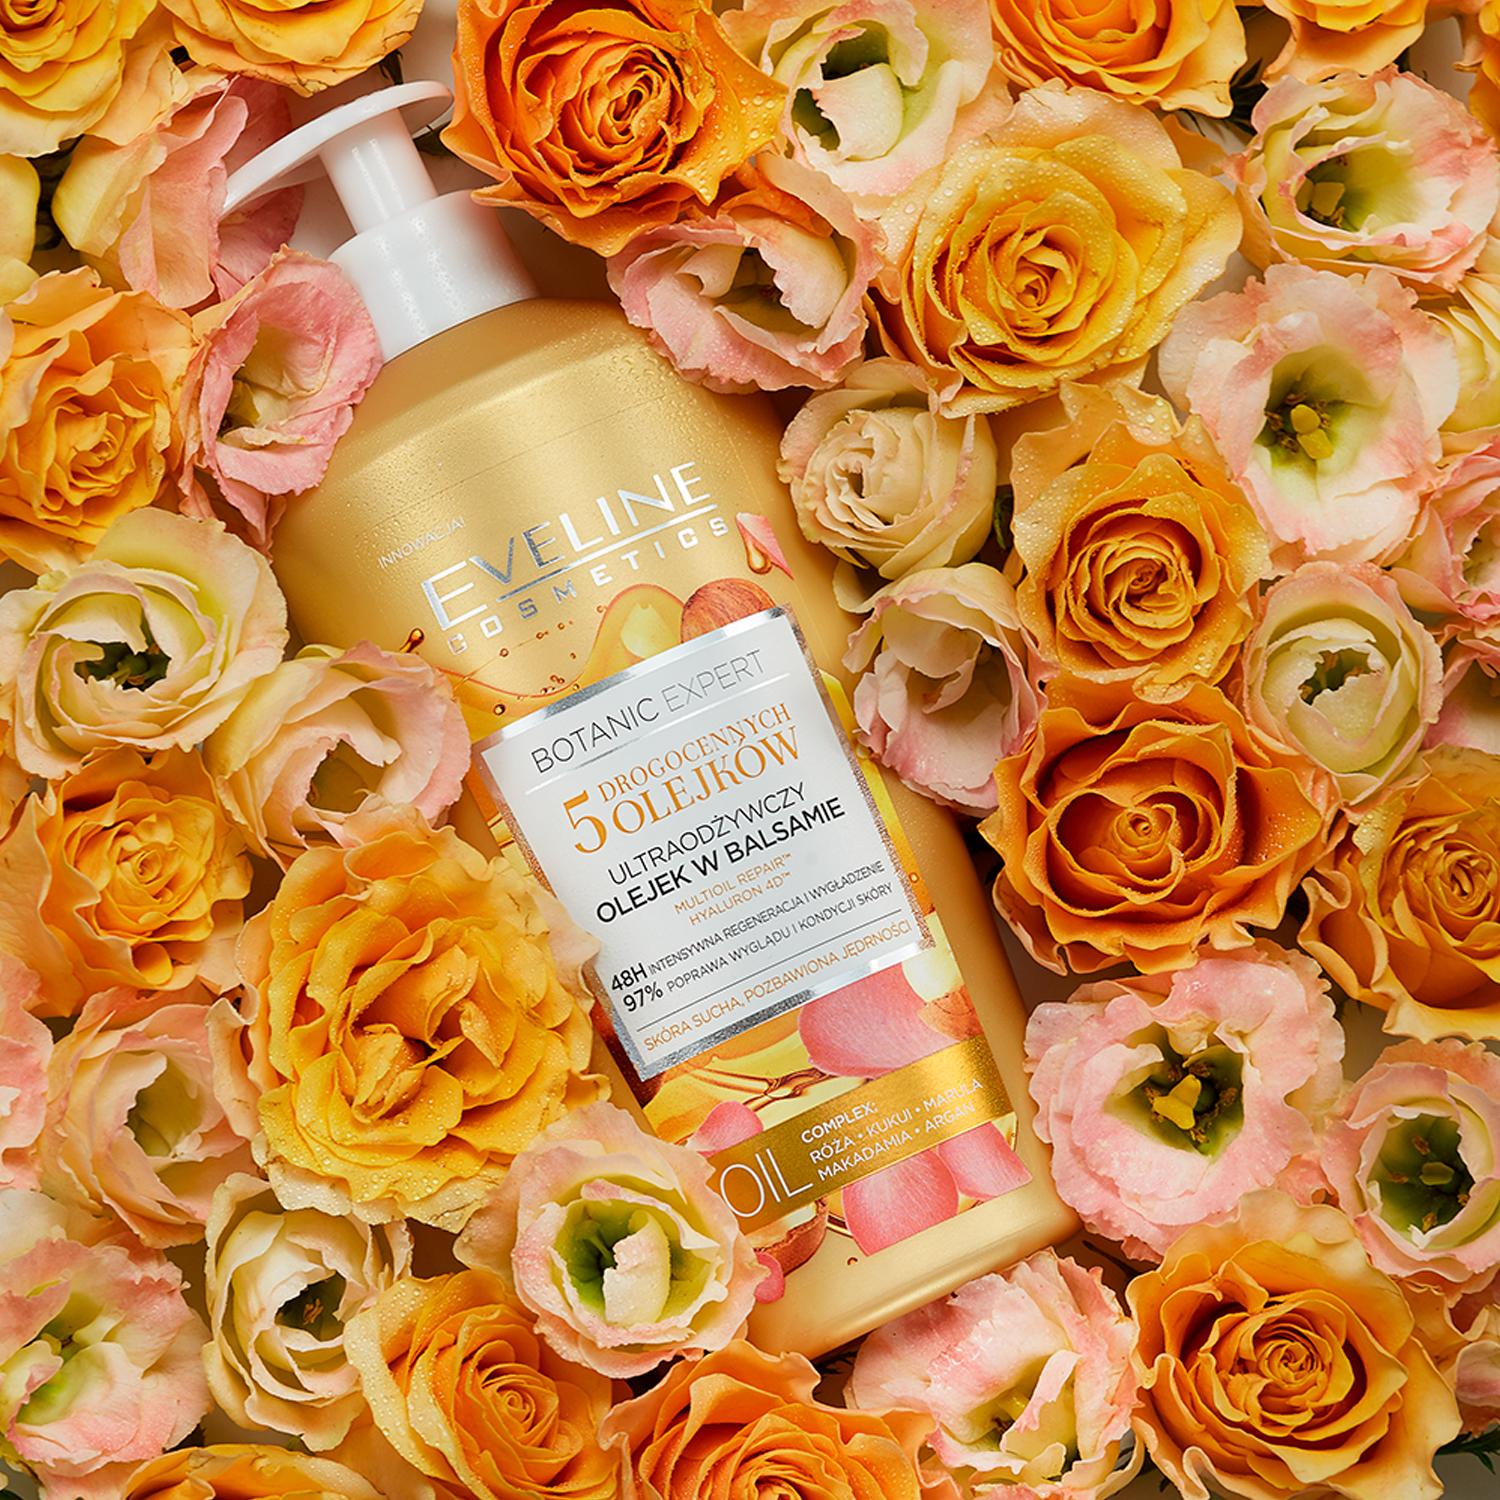 INNOWACJA!
EVELINE
COSMETICS
BOTANIC EXPERT
5 DROGOCENNYCH
OLEJKÓW
ULTRAODŻYWCZY
OLEJEK W BALSAMIE
MULTIOIL REPAIR™
HYALURON 4D™
48H INTENSYWNA REGENERACJA I WYGŁADZENIE
97% POPRAWA WYGLĄDU I KONDYCJI SKÓRY
SKÓRA SUCHA, POZBAWIONA JĘDRNOŚCI
OIL
COMPLEX:
RÓŻA • KUKUI • MARULA
MAKADAMIA • ARGAN